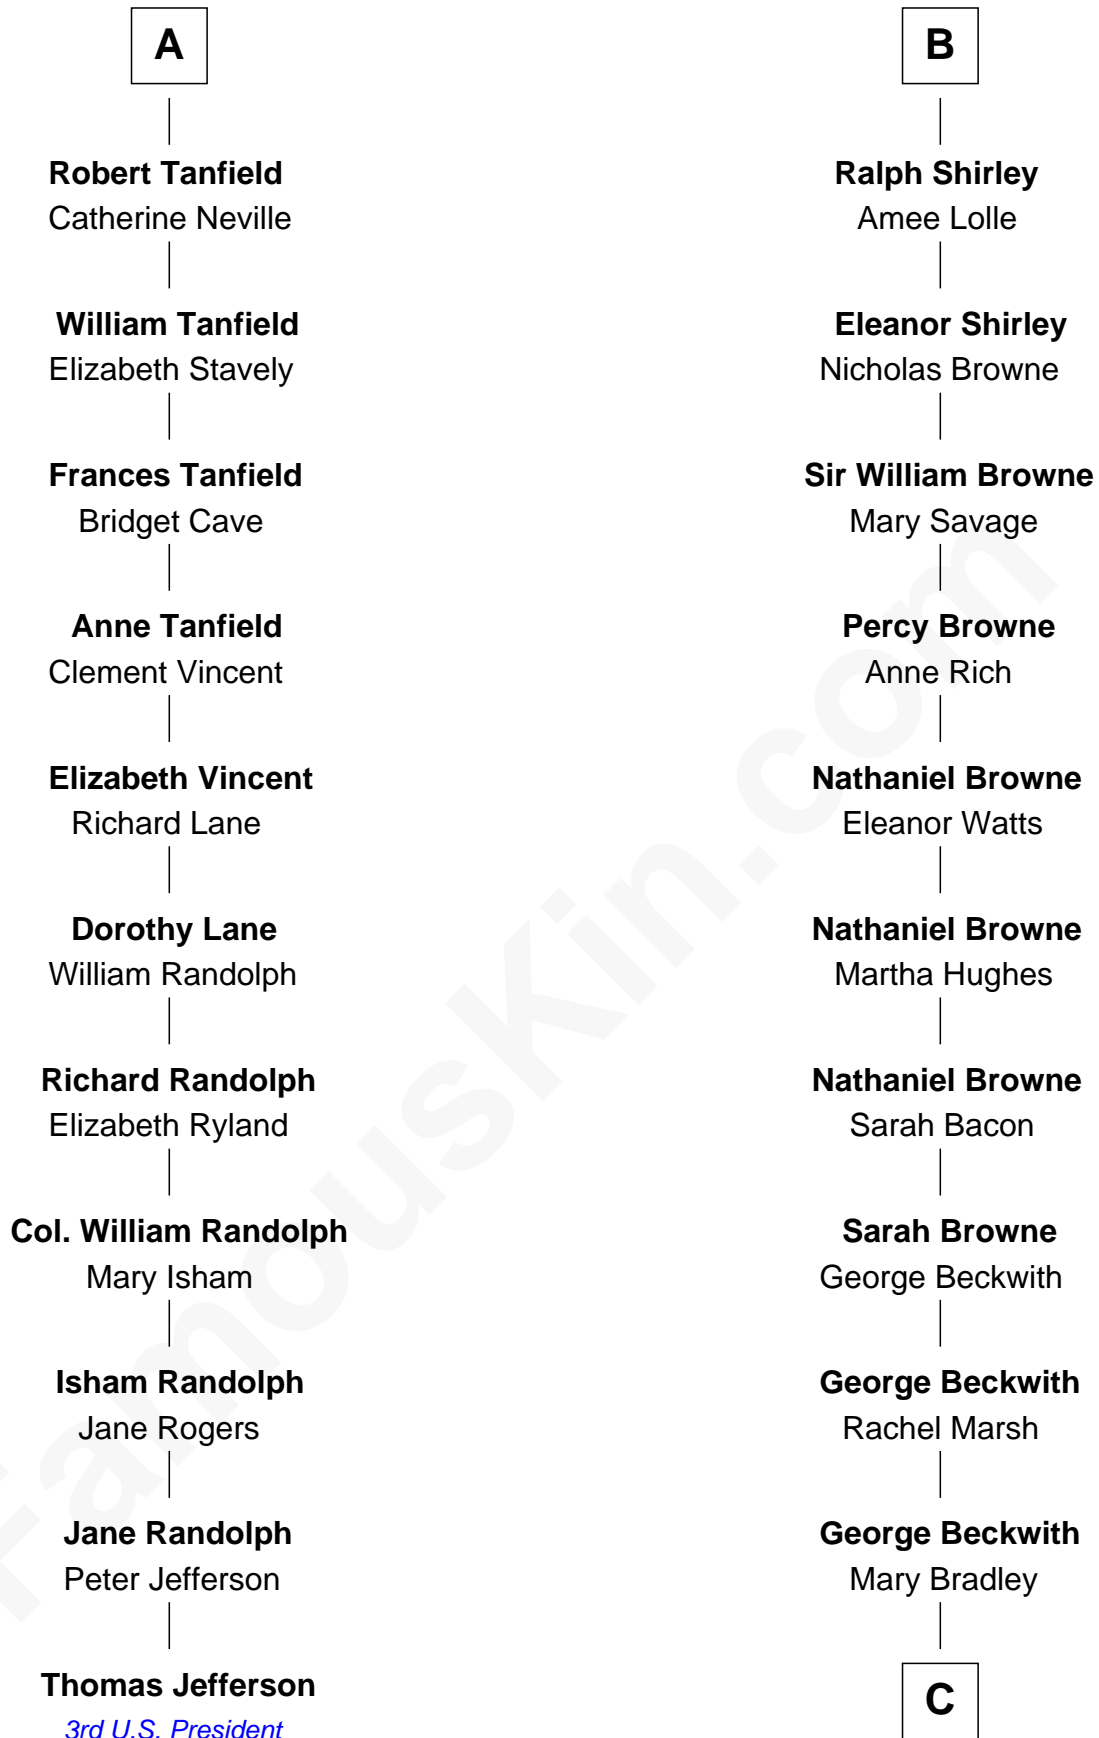 A
Robert Tanfield
Catherine Neville
William Tanfield
Elizabeth Stavely
Frances Tanfield
Bridget Cave
Anne Tanfield
Clement Vincent
Elizabeth Vincent
Richard Lane
Dorothy Lane
William Randolph
Richard Randolph
Elizabeth Ryland
Col. William Randolph
Mary Isham
Isham Randolph
Jane Rogers
Jane Randolph
Peter Jefferson
Thomas Jefferson
3rd U.S. President
B
Ralph Shirley
Amee Lolle
Eleanor Shirley
Nicholas Browne
Sir William Browne
Mary Savage
Percy Browne
Anne Rich
Nathaniel Browne
Eleanor Watts
Nathaniel Browne
Martha Hughes
Nathaniel Browne
Sarah Bacon
Sarah Browne
George Beckwith
George Beckwith
Rachel Marsh
George Beckwith
Mary Bradley
C
FamousKin.com